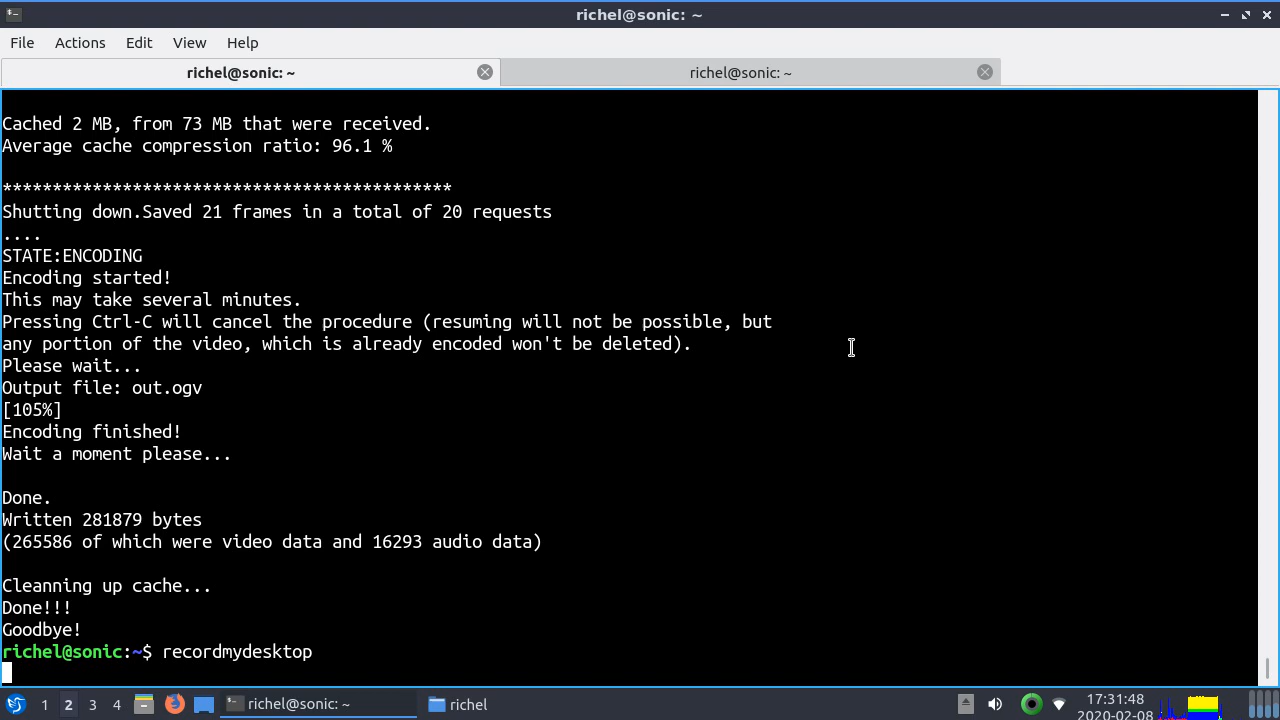 richel@sonic: ~
File Actions Edit View Help
richel@sonic: ~ richel@sonic: ~
Cached 2 MB, from 73 MB that were received.
Average cache compression ratio: 96.1 %
*********************************************
Shutting down.Saved 21 frames in a total of 20 requests
....
STATE:ENCODING
Encoding started!
This may take several minutes.
Pressing Ctrl-C will cancel the procedure (resuming will not be possible, but
any portion of the video, which is already encoded won't be deleted).
Please wait...
Output file: out.ogv
[105%]
Encoding finished!
Wait a moment please...
Done.
Written 281879 bytes
(265586 of which were video data and 16293 audio data)
Cleanning up cache...
Done!!!
Goodbye!
richel@sonic:~$ recordmydesktop
1 2 3 4 richel@sonic: ~ richel 17:31:48
2020-02-08